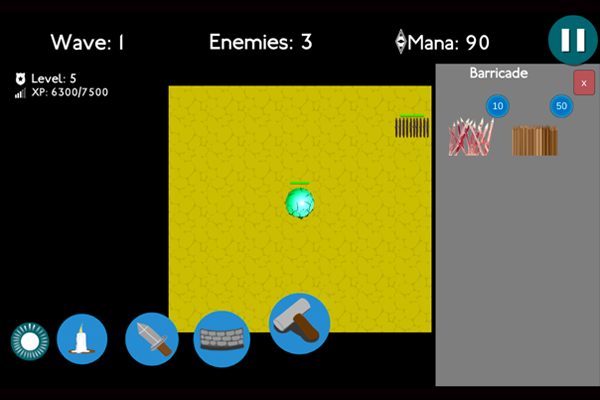 Wave: 1
Enemies: 3
Mana: 90
Level: 5
XP: 6300/7500
Barricade
x
10
50